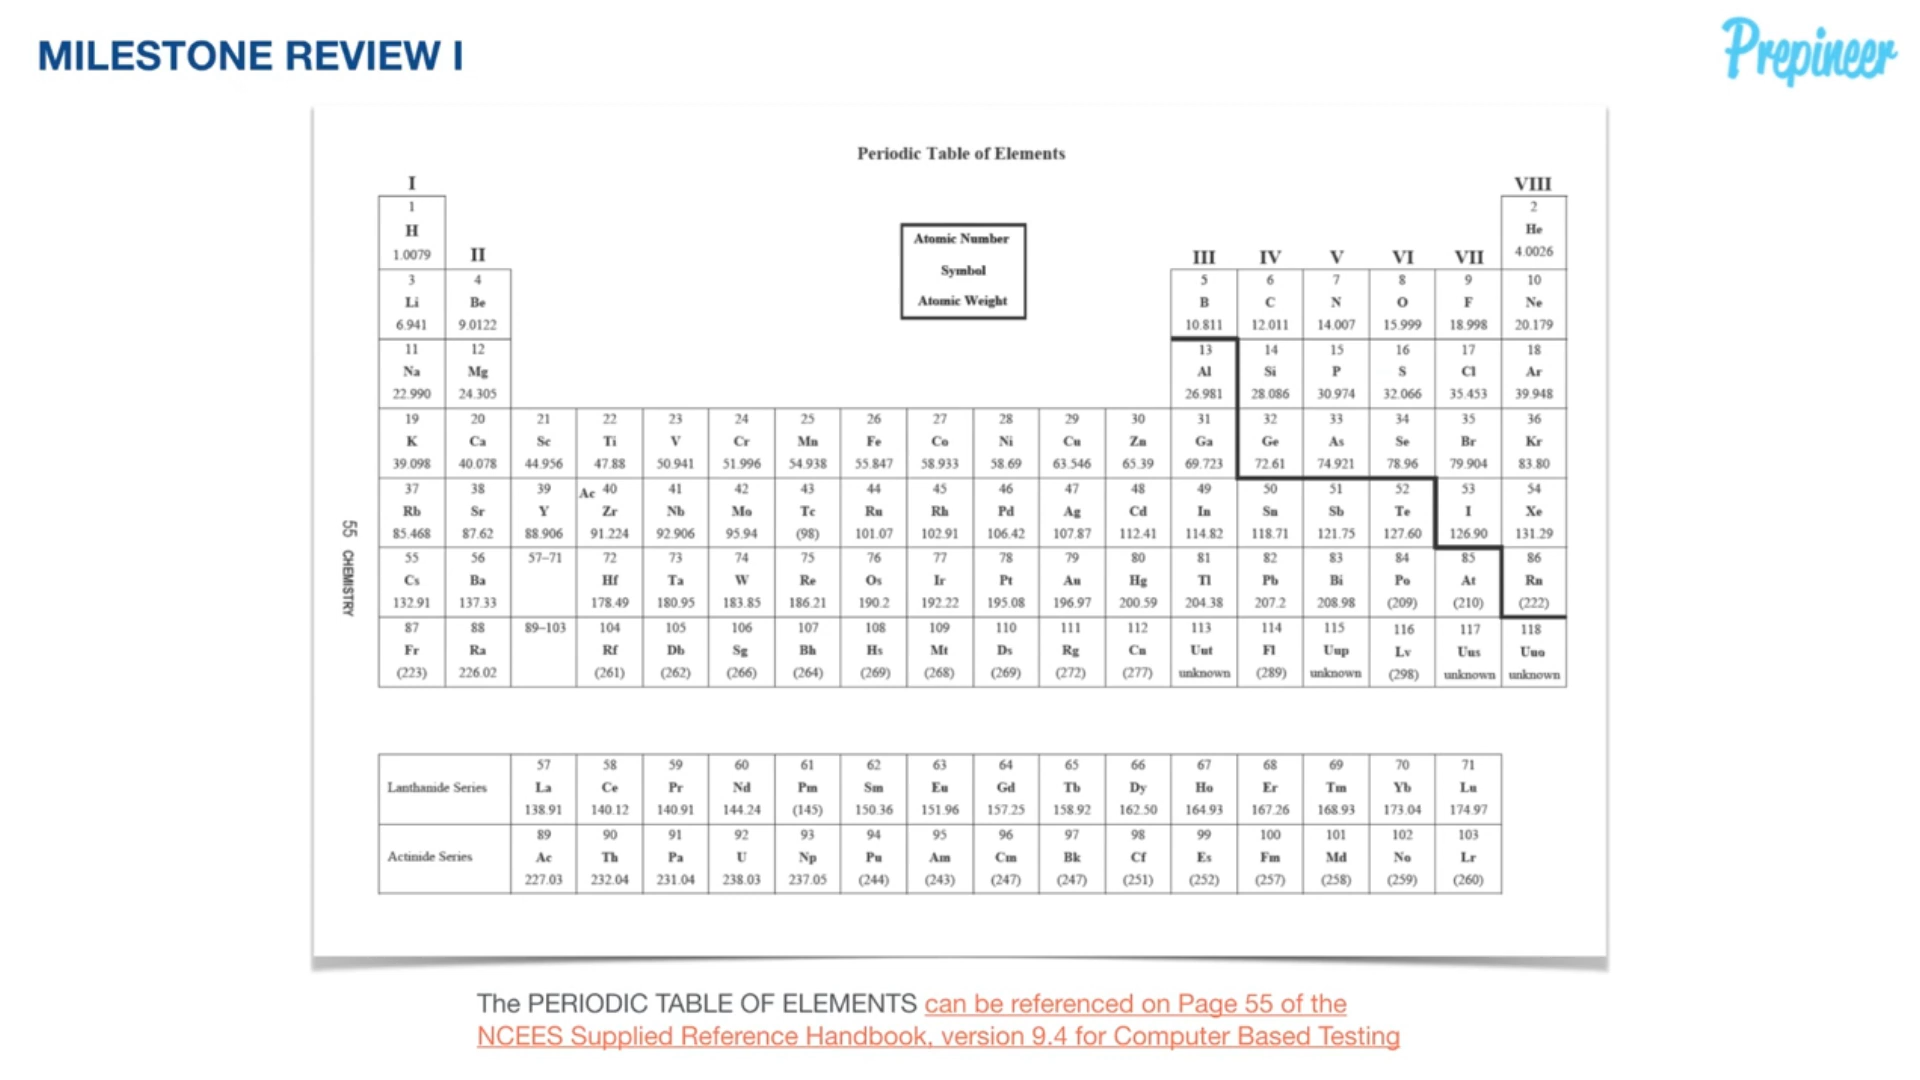 MILESTONE REVIEW I
Prepineer
Periodic Table of Elements
I VIII
1 2
H He
1.0079 II III IV V VI VII 4.0026
Atomic Number
Symbol
Atomic Weight
3 4 5 6 7 8 9 10
Li Be B C N O F Ne
6.941 9.0122 10.811 12.011 14.007 15.999 18.998 20.179
11 12 13 14 15 16 17 18
Na Mg Al Si P S Cl Ar
22.990 24.305 26.981 28.086 30.974 32.066 35.453 39.948
19 20 21 22 23 24 25 26 27 28 29 30 31 32 33 34 35 36
K Ca Sc Ti V Cr Mn Fe Co Ni Cu Zn Ga Ge As Se Br Kr
39.098 40.078 44.956 47.88 50.941 51.996 54.938 55.847 58.933 58.69 63.546 65.39 69.723 72.61 74.921 78.96 79.904 83.80
37 38 39 Ac 40 41 42 43 44 45 46 47 48 49 50 51 52 53 54
Rb Sr Y Zr Nb Mo Tc Ru Rh Pd Ag Cd In Sn Sb Te I Xe
85.468 87.62 88.906 91.224 92.906 95.94 (98) 101.07 102.91 106.42 107.87 112.41 114.82 118.71 121.75 127.60 126.90 131.29
55 56 57–71 72 73 74 75 76 77 78 79 80 81 82 83 84 85 86
Cs Ba Hf Ta W Re Os Ir Pt Au Hg Tl Pb Bi Po At Rn
132.91 137.33 178.49 180.95 183.85 186.21 190.2 192.22 195.08 196.97 200.59 204.38 207.2 208.98 (209) (210) (222)
87 88 89–103 104 105 106 107 108 109 110 111 112 113 114 115 116 117 118
Fr Ra Rf Db Sg Bh Hs Mt Ds Rg Cn Uut Fl Uup Lv Uus Uuo
(223) 226.02 (261) (262) (266) (264) (269) (268) (269) (272) (277) unknown (289) unknown (298) unknown unknown
55 CHEMISTRY
57 58 59 60 61 62 63 64 65 66 67 68 69 70 71
Lanthanide Series La Ce Pr Nd Pm Sm Eu Gd Tb Dy Ho Er Tm Yb Lu
138.91 140.12 140.91 144.24 (145) 150.36 151.96 157.25 158.92 162.50 164.93 167.26 168.93 173.04 174.97
89 90 91 92 93 94 95 96 97 98 99 100 101 102 103
Actinide Series Ac Th Pa U Np Pu Am Cm Bk Cf Es Fm Md No Lr
227.03 232.04 231.04 238.03 237.05 (244) (243) (247) (247) (251) (252) (257) (258) (259) (260)
The PERIODIC TABLE OF ELEMENTS can be referenced on Page 55 of the
NCEES Supplied Reference Handbook, version 9.4 for Computer Based Testing